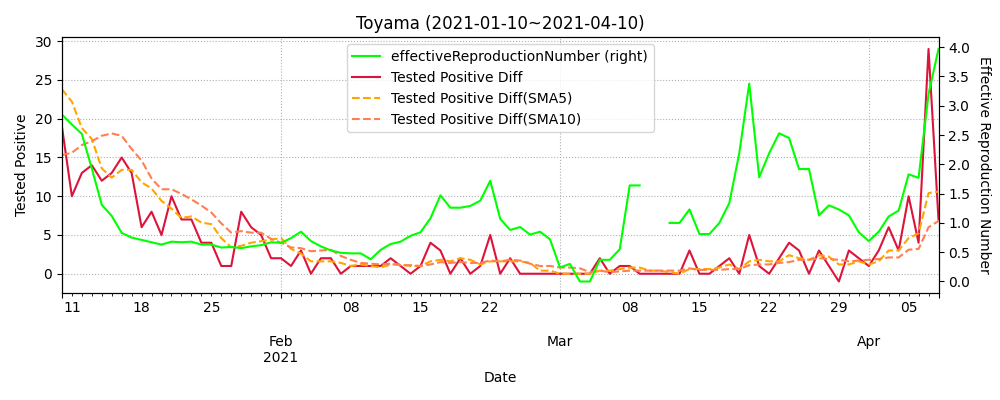 Toyama (2021-01-10~2021-04-10)
effectiveReproductionNumber (right)
Tested Positive Diff
Tested Positive Diff(SMA5)
Tested Positive Diff(SMA10)
Tested Positive
30
25
20
15
10
5
0
Effective Reproduction Number
4.0
3.5
3.0
2.5
2.0
1.5
1.0
0.5
0.0
11 18 25 08 15 22 08 15 22 29 05
Feb Mar Apr
2021
Date